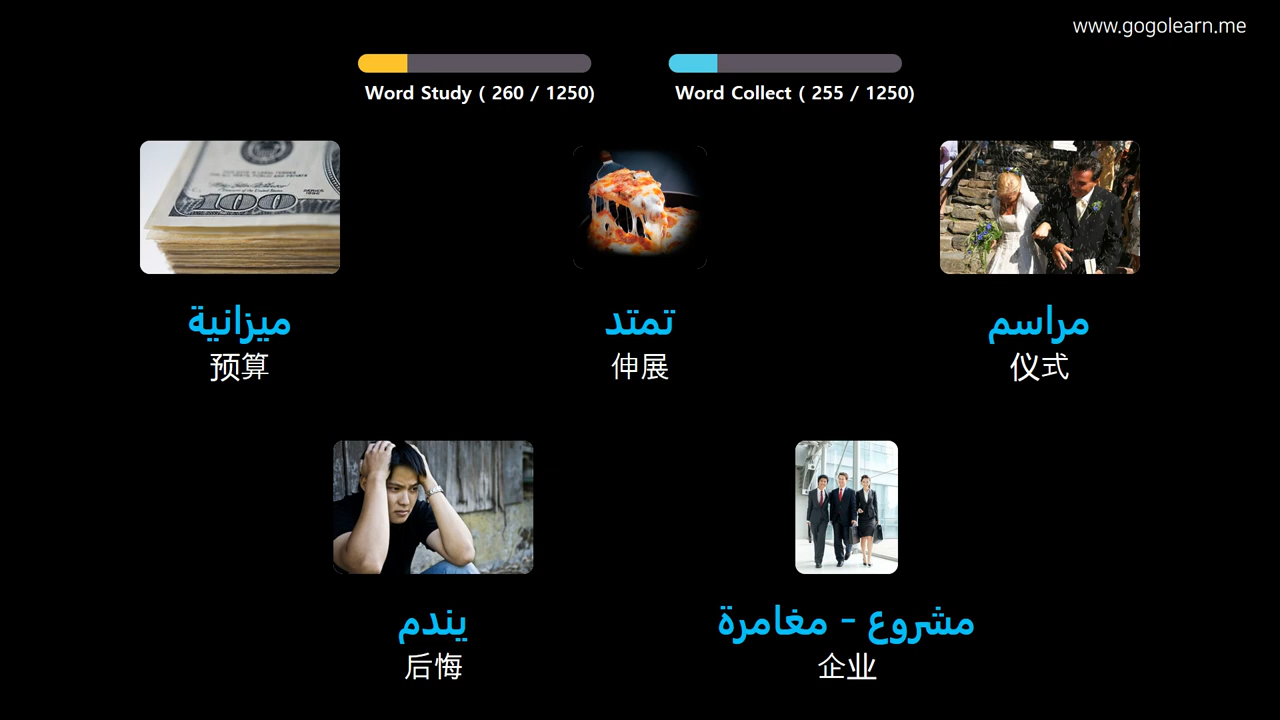 www.gogolearn.me
Word Study ( 260 / 1250)
Word Collect ( 255 / 1250)
ميزانية
预算
تمتد
伸展
مراسم
仪式
يندم
后悔
مشروع - مغامرة
企业